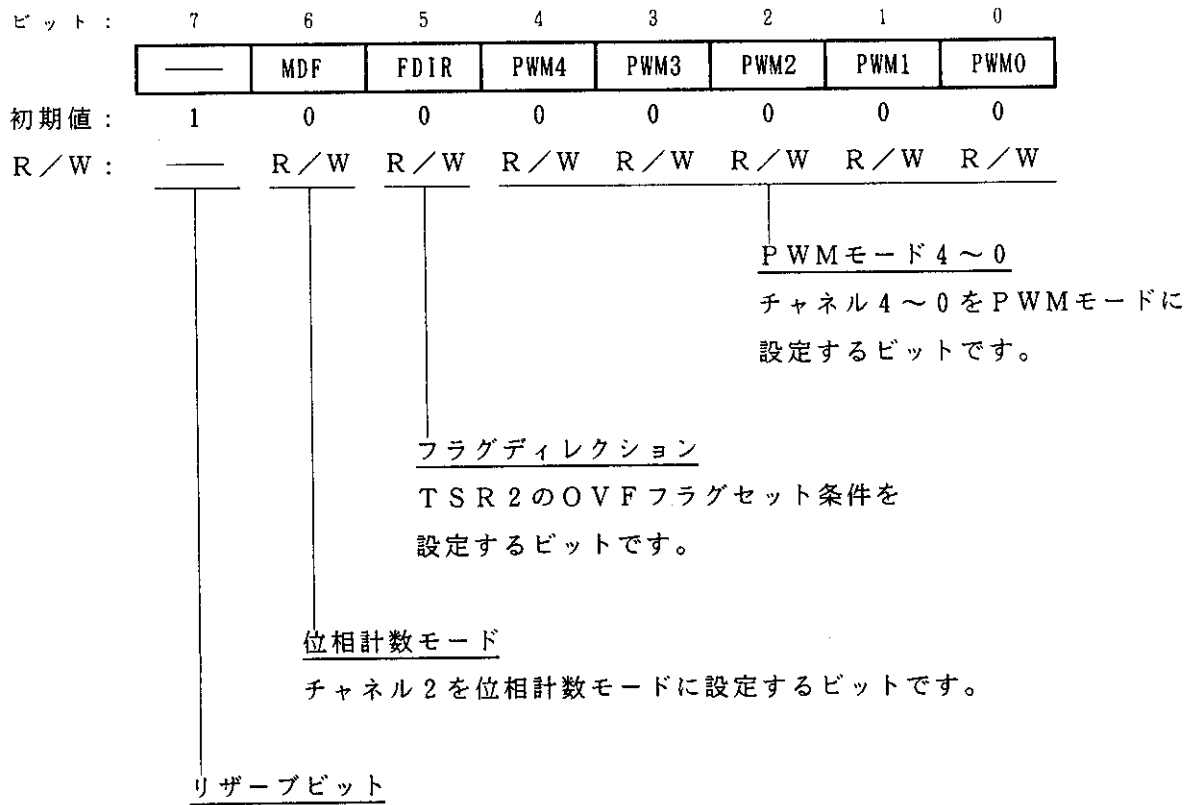 ビット： 7 6 5 4 3 2 1 0
—— MDF FDIR PWM4 PWM3 PWM2 PWM1 PWM0
初期値： 1 0 0 0 0 0 0 0
R／W： —— R／W R／W R／W R／W R／W R／W R／W
PWMモード4～0
チャネル4～0をPWMモードに
設定するビットです。
フラグディレクション
TSR2のOVFフラグセット条件を
設定するビットです。
位相計数モード
チャネル2を位相計数モードに設定するビットです。
リザーブビット